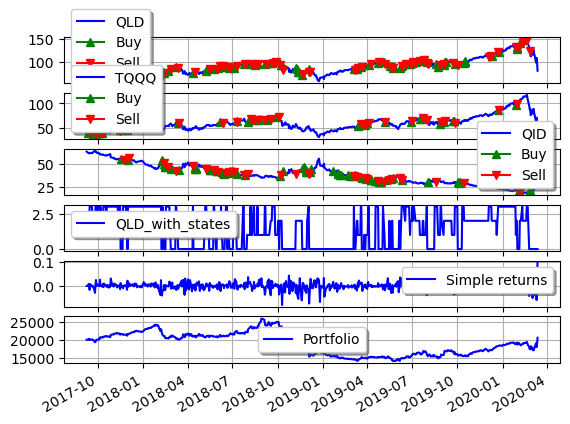 QLD
Buy
Sell
150
100
TQQQ
Buy
Sell
100
50
QID
Buy
Sell
50
25
QLD_with_states
2.5
0.0
Simple returns
0.1
0.0
Portfolio
25000
20000
15000
2017-10
2018-01
2018-04
2018-07
2018-10
2019-01
2019-04
2019-07
2019-10
2020-01
2020-04